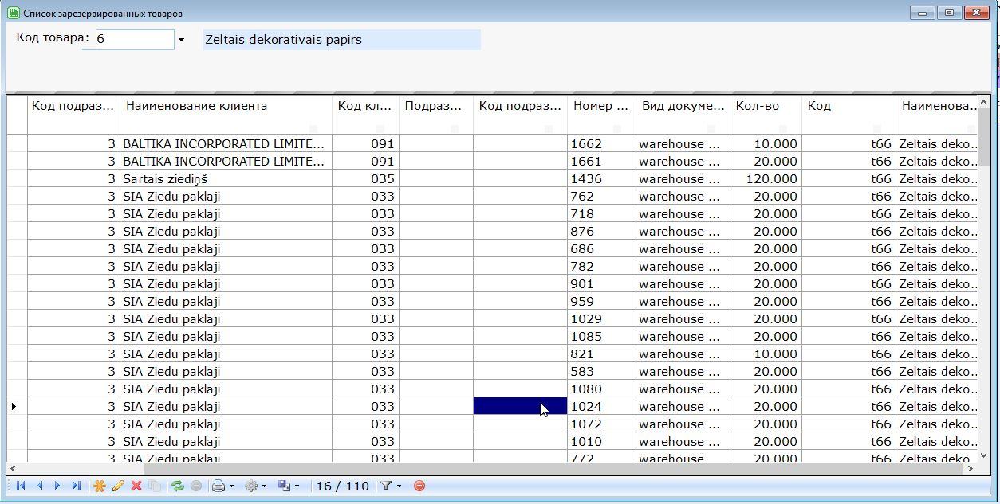 Список зарезервированных товаров
Код товара: 6 Zeltais dekorativais papirs
Код подраз... Наименование клиента Код кл... Подраз... Код подраз... Номер ... Вид докуме... Кол-во Код Наименова...
3 BALTIKA INCORPORATED LIMITE... 091 1662 warehouse ... 10.000 t66 Zeltais deko...
3 BALTIKA INCORPORATED LIMITE... 091 1661 warehouse ... 20.000 t66 Zeltais deko...
3 Sartais ziediņš 035 1436 warehouse ... 120.000 t66 Zeltais deko...
3 SIA Ziedu paklaji 033 762 warehouse ... 20.000 t66 Zeltais deko...
3 SIA Ziedu paklaji 033 718 warehouse ... 20.000 t66 Zeltais deko...
3 SIA Ziedu paklaji 033 876 warehouse ... 20.000 t66 Zeltais deko...
3 SIA Ziedu paklaji 033 686 warehouse ... 20.000 t66 Zeltais deko...
3 SIA Ziedu paklaji 033 782 warehouse ... 20.000 t66 Zeltais deko...
3 SIA Ziedu paklaji 033 901 warehouse ... 20.000 t66 Zeltais deko...
3 SIA Ziedu paklaji 033 959 warehouse ... 20.000 t66 Zeltais deko...
3 SIA Ziedu paklaji 033 1029 warehouse ... 20.000 t66 Zeltais deko...
3 SIA Ziedu paklaji 033 1085 warehouse ... 20.000 t66 Zeltais deko...
3 SIA Ziedu paklaji 033 821 warehouse ... 10.000 t66 Zeltais deko...
3 SIA Ziedu paklaji 033 583 warehouse ... 20.000 t66 Zeltais deko...
3 SIA Ziedu paklaji 033 1080 warehouse ... 20.000 t66 Zeltais deko...
3 SIA Ziedu paklaji 033 1024 warehouse ... 20.000 t66 Zeltais deko...
3 SIA Ziedu paklaji 033 1072 warehouse ... 20.000 t66 Zeltais deko...
3 SIA Ziedu paklaji 033 1010 warehouse ... 20.000 t66 Zeltais deko...
3 SIA Ziedu paklaji 033 772 warehouse ... 20.000 t66 Zeltais deko...
16 / 110